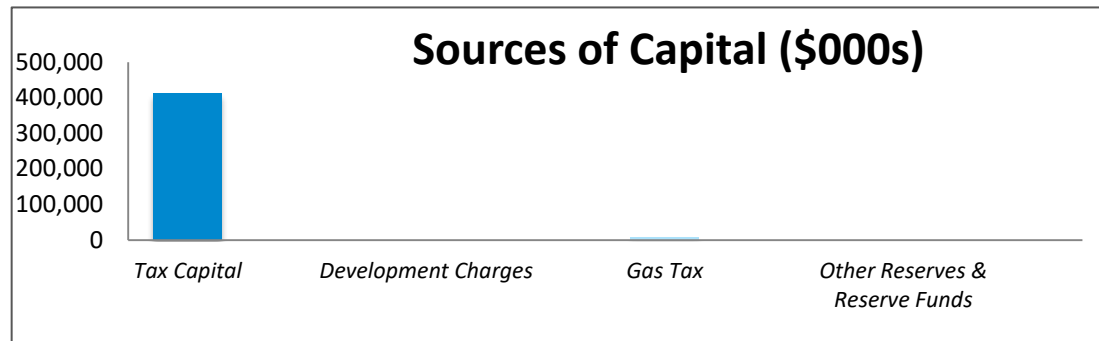 Sources of Capital ($000s)
500,000
400,000
300,000
200,000
100,000
0
Tax Capital
Development Charges
Gas Tax
Other Reserves &
Reserve Funds